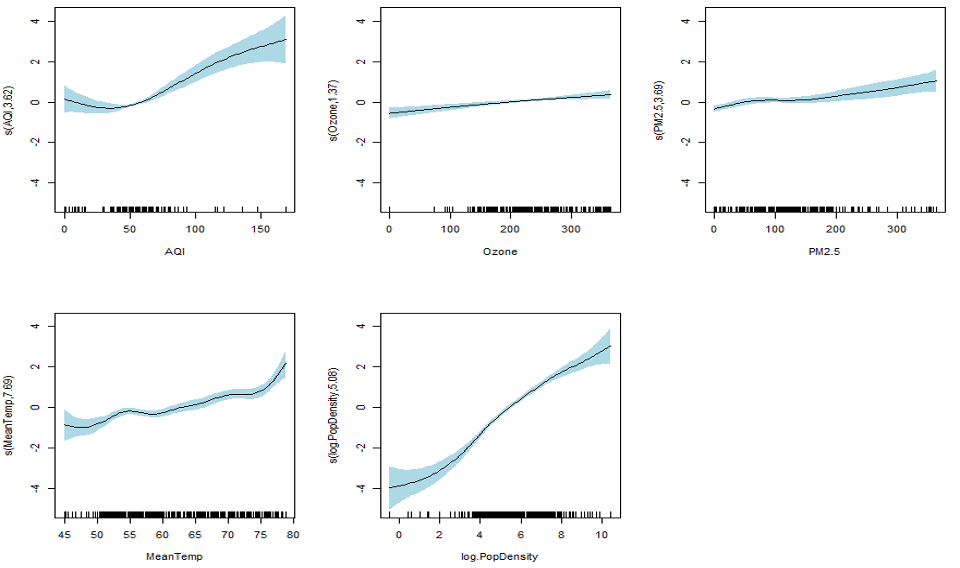 s(AQI,3.62)
4
2
0
-2
-4
0 50 100 150
AQI
s(Ozone,1.37)
4
2
0
-2
-4
0 100 200 300
Ozone
s(PM2.5,3.69)
4
2
0
-2
-4
0 100 200 300
PM2.5
s(MeanTemp,7.69)
4
2
0
-2
-4
45 50 55 60 65 70 75 80
MeanTemp
s(log.PopDensity,5.08)
4
2
0
-2
-4
0 2 4 6 8 10
log.PopDensity